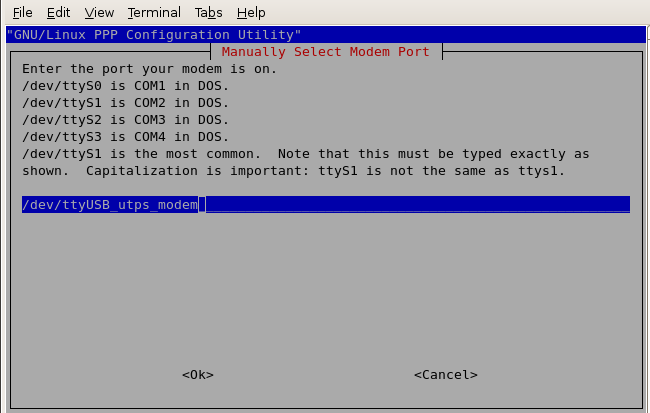 File Edit View Terminal Tabs Help
"GNU/Linux PPP Configuration Utility"
Manually Select Modem Port
Enter the port your modem is on.
/dev/ttyS0 is COM1 in DOS.
/dev/ttyS1 is COM2 in DOS.
/dev/ttyS2 is COM3 in DOS.
/dev/ttyS3 is COM4 in DOS.
/dev/ttyS1 is the most common.  Note that this must be typed exactly as
shown.  Capitalization is important: ttyS1 is not the same as ttys1.
/dev/ttyUSB_utps_modem
<Ok> <Cancel>